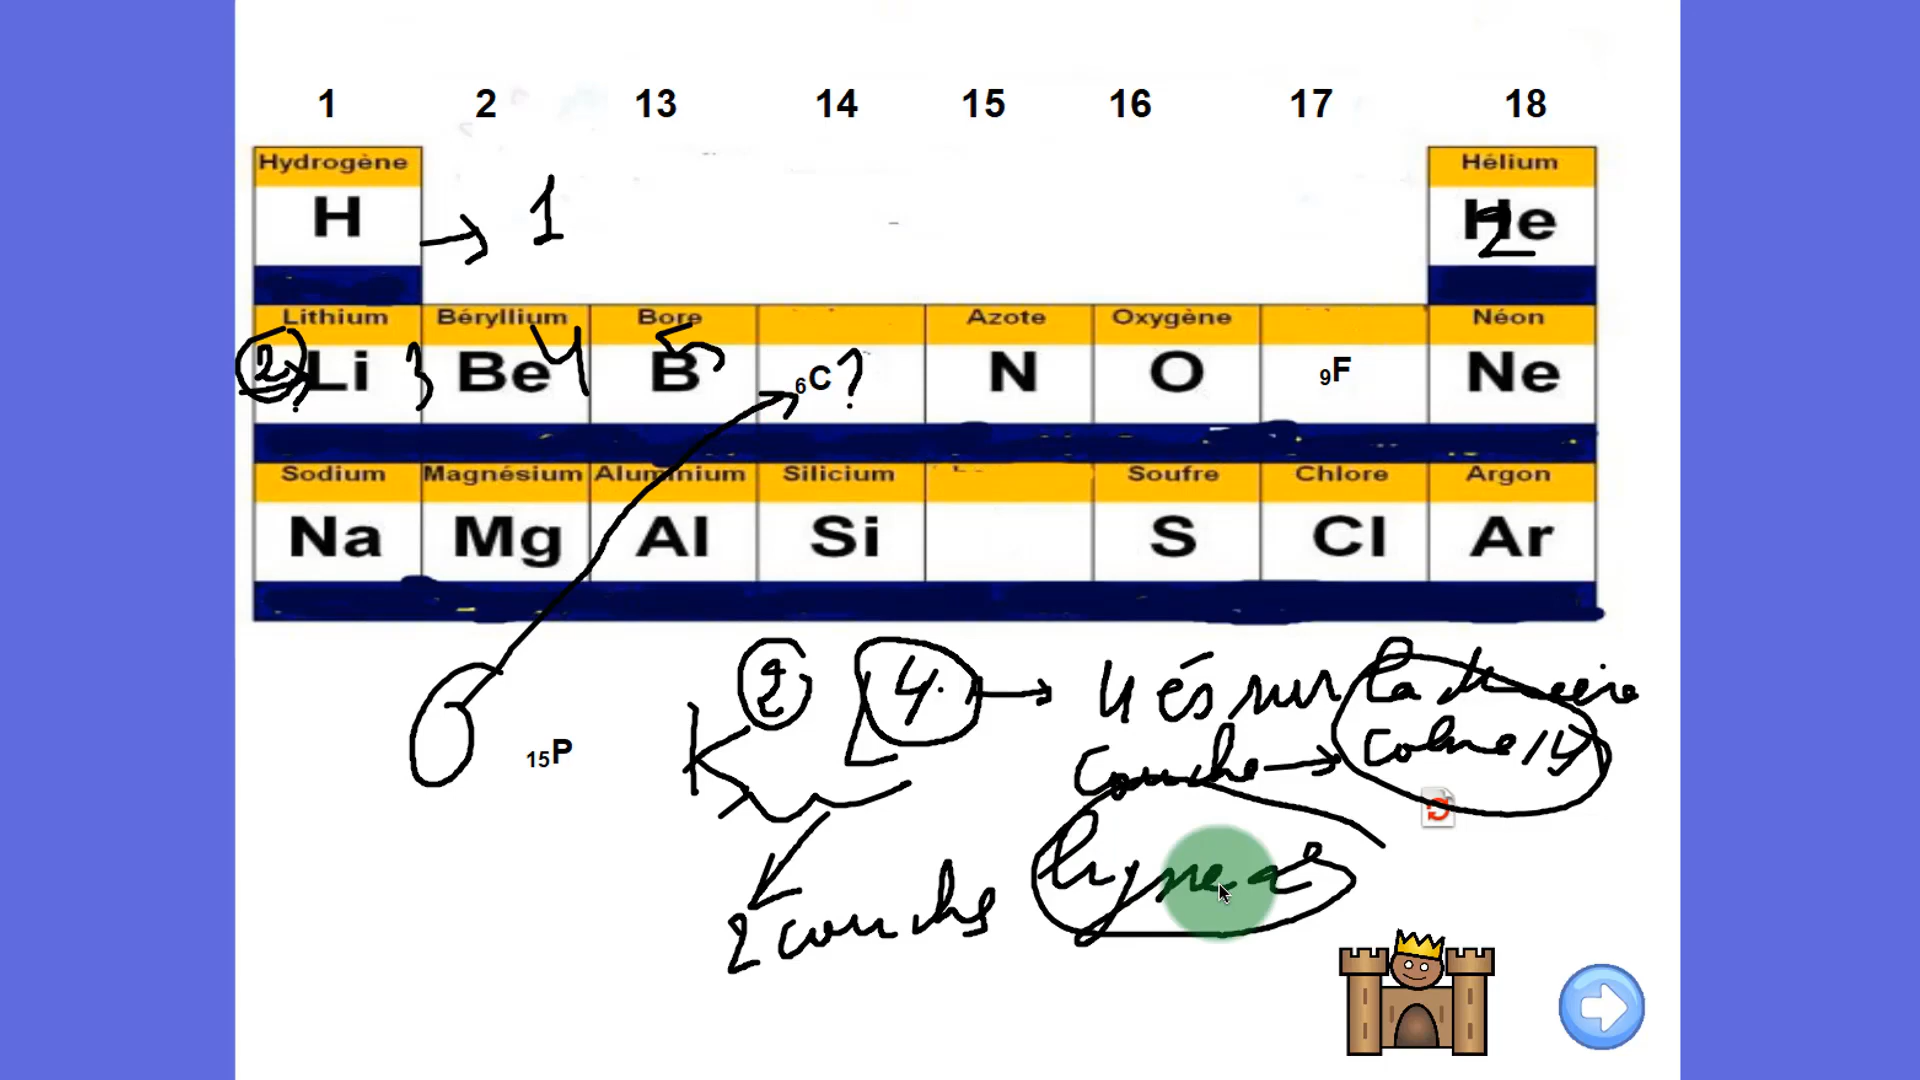 1 2 13 14 15 16 17 18
Hydrogène Hélium
H → 1 He 2
Lithium Béryllium Bore Azote Oxygène Néon
2 Li 3 Be 4 B 5 6C ? N O 9F Ne
Sodium Magnésium Aluminium Silicium Soufre Chlore Argon
Na Mg Al Si S Cl Ar
2 4 → 4 és sur la
15P K L couche → 14
ligne 2
2 couches